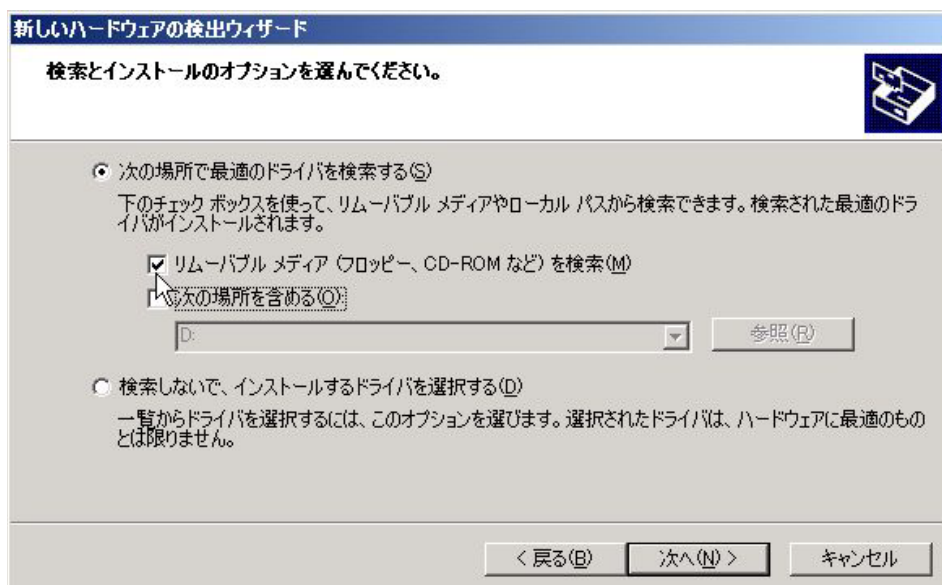 新しいハードウェアの検出ウィザード
検索とインストールのオプションを選んでください。
次の場所で最適のドライバを検索する(S)
下のチェック ボックスを使って、リムーバブル メディアやローカル パスから検索できます。検索された最適のドラ
イバがインストールされます。
リムーバブル メディア (フロッピー、CD-ROM など) を検索(M)
次の場所を含める(O)
D:
参照(R)
検索しないで、インストールするドライバを選択する(D)
一覧からドライバを選択するには、このオプションを選びます。選択されたドライバは、ハードウェアに最適のもの
とは限りません。
< 戻る(B)
次へ(N) >
キャンセル